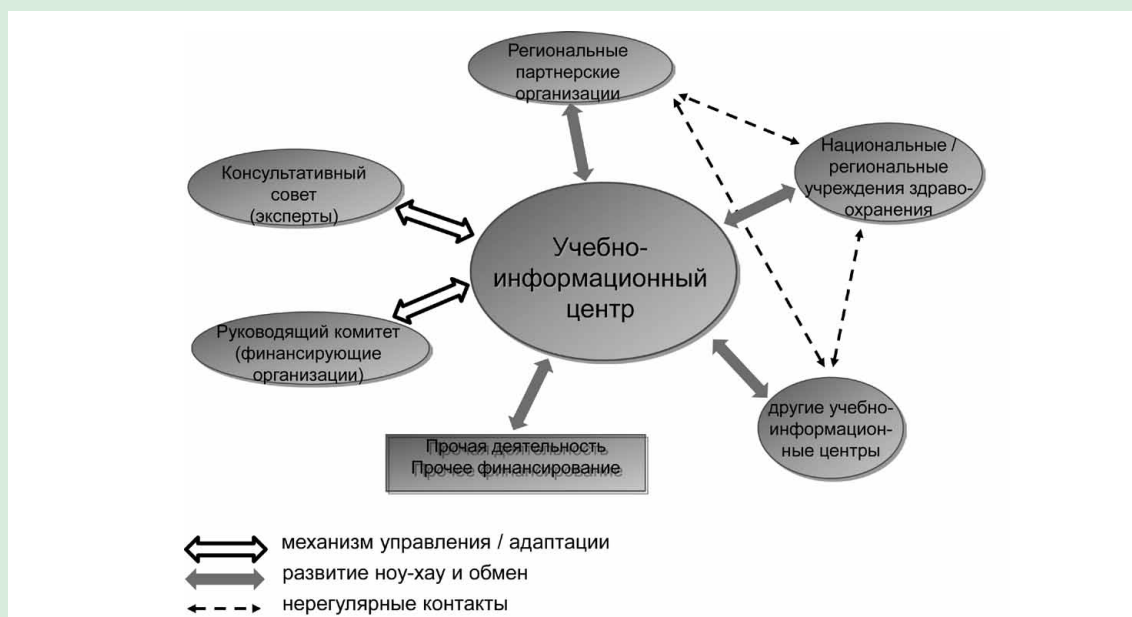 Региональные
партнерские
организации
Национальные /
региональные
учреждения здраво-
охранения
Консультативный
совет
(эксперты)
Учебно-
информационный
центр
Руководящий комитет
(финансирующие
организации)
другие учебно-
информацион-
ные центры
Прочая деятельность
Прочее финансирование
механизм управления / адаптации
развитие ноу-хау и обмен
нерегулярные контакты